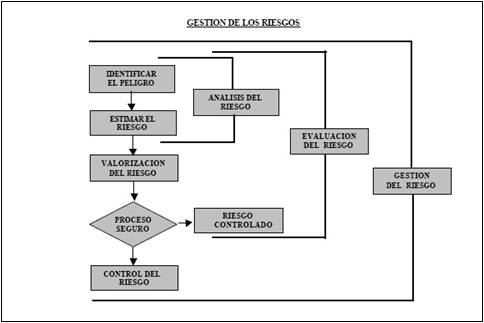 GESTION DE LOS RIESGOS
IDENTIFICAR
EL PELIGRO
ANALISIS DEL
RIESGO
ESTIMAR EL
RIESGO
EVALUACION
DEL RIESGO
VALORIZACION
DEL RIESGO
GESTION
DEL RIESGO
PROCESO
SEGURO
RIESGO
CONTROLADO
CONTROL DEL
RIESGO